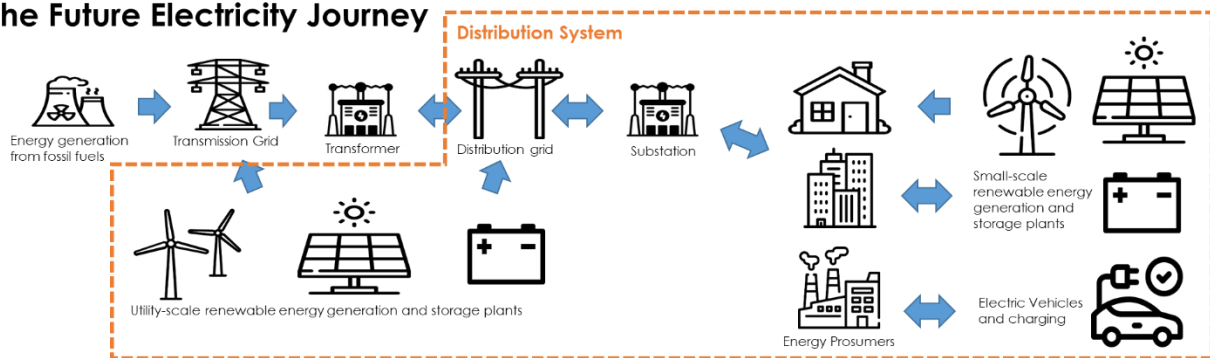 he Future Electricity Journey
Distribution System
Energy generation
from fossil fuels
Transmission Grid
Transformer
Distribution grid
Substation
Small-scale
renewable energy
generation and
storage plants
Utility-scale renewable energy generation and storage plants
Electric Vehicles
and charging
Energy Prosumers